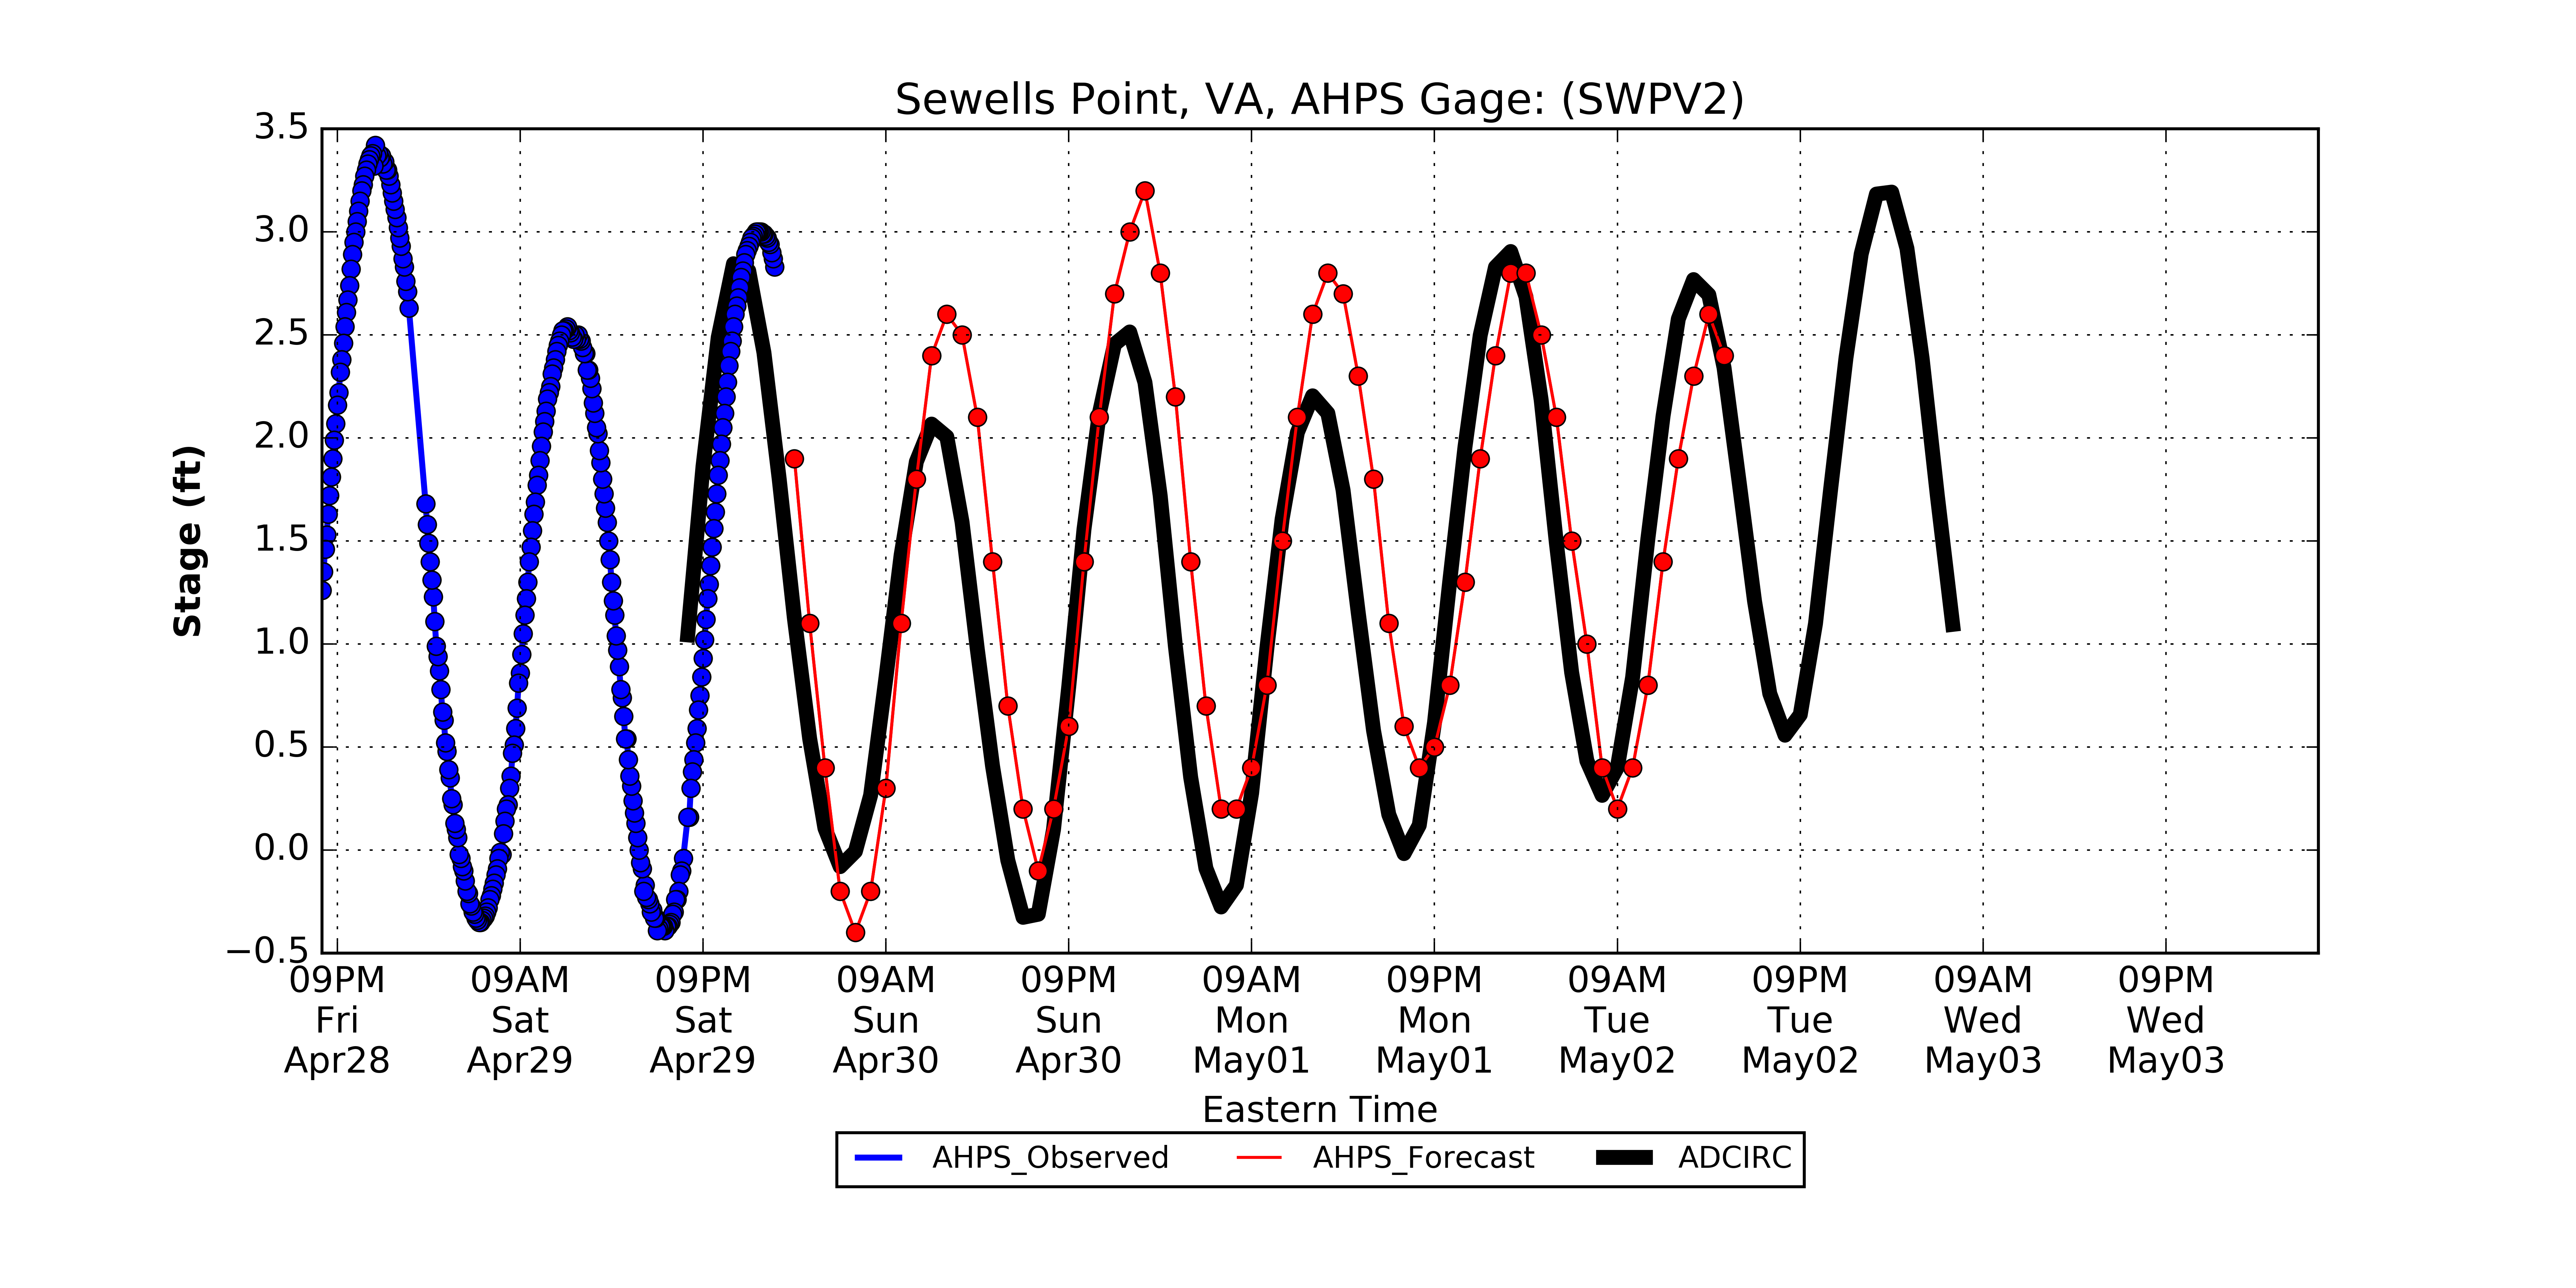 Sewells Point, VA, AHPS Gage: (SWPV2)
3.5
3.0
2.5
2.0
1.5
1.0
0.5
0.0
−0.5
Stage (ft)
09PM 09AM 09PM 09AM 09PM 09AM 09PM 09AM 09PM 09AM 09PM
Fri Sat Sat Sun Sun Mon Mon Tue Tue Wed Wed
Apr28 Apr29 Apr29 Apr30 Apr30 May01 May01 May02 May02 May03 May03
Eastern Time
AHPS_Observed AHPS_Forecast ADCIRC